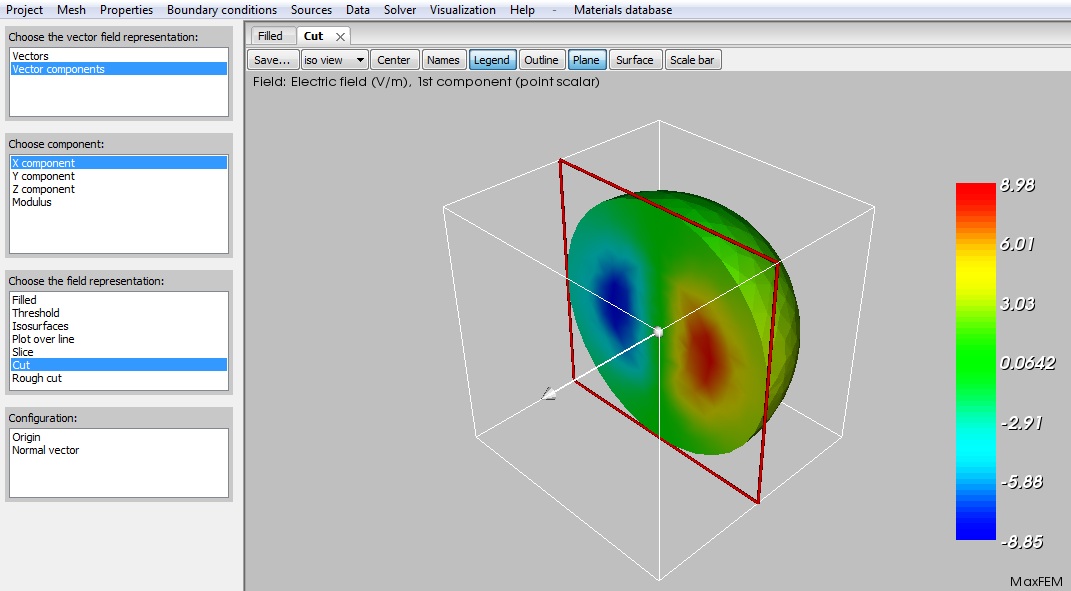 Project Mesh Properties Boundary conditions Sources Data Solver Visualization Help - Materials database
Choose the vector field representation:
Vectors
Vector components
Choose component:
X component
Y component
Z component
Modulus
Choose the field representation:
Filled
Threshold
Isosurfaces
Plot over line
Slice
Cut
Rough cut
Configuration:
Origin
Normal vector
Filled Cut
Save... iso view Center Names Legend Outline Plane Surface Scale bar
Field: Electric field (V/m), 1st component (point scalar)
8.98
6.01
3.03
0.0642
-2.91
-5.88
-8.85
MaxFEM